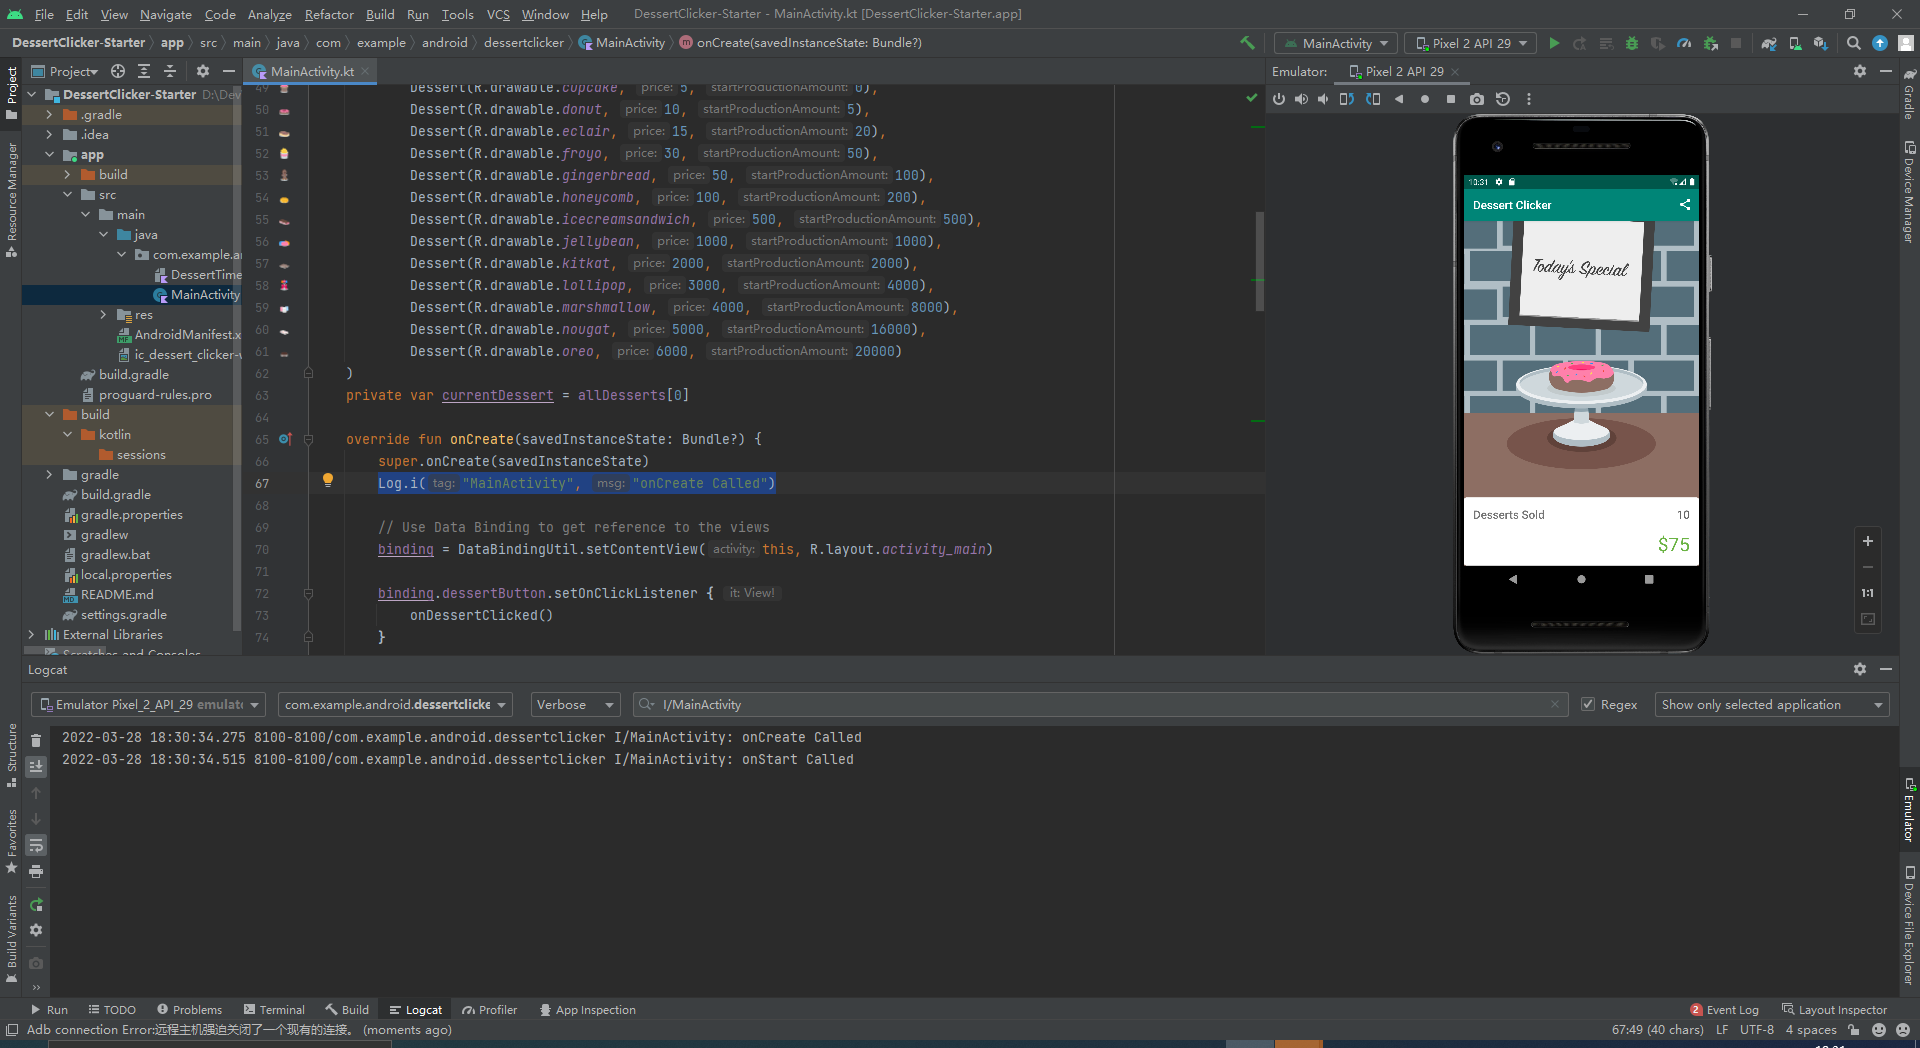 File Edit View Navigate Code Analyze Refactor Build Run Tools VCS Window Help DessertClicker-Starter - MainActivity.kt [DessertClicker-Starter.app]
DessertClicker-Starter app src main java com example android dessertclicker MainActivity onCreate(savedInstanceState: Bundle?) MainActivity Pixel 2 API 29
Project MainActivity.kt Emulator: Pixel 2 API 29
DessertClicker-Starter D:\Dev
.gradle
.idea
app
build
src
main
java
com.example.a
DessertTime
MainActivity
res
AndroidManifest.x
ic_dessert_clicker-
build.gradle
proguard-rules.pro
build
kotlin
sessions
gradle
build.gradle
gradle.properties
gradlew
gradlew.bat
local.properties
README.md
settings.gradle
External Libraries
Scratches and Consoles
49 Dessert(R.drawable.cupcake, price: 5, startProductionAmount: 0),
50 Dessert(R.drawable.donut, price: 10, startProductionAmount: 5),
51 Dessert(R.drawable.eclair, price: 15, startProductionAmount: 20),
52 Dessert(R.drawable.froyo, price: 30, startProductionAmount: 50),
53 Dessert(R.drawable.gingerbread, price: 50, startProductionAmount: 100),
54 Dessert(R.drawable.honeycomb, price: 100, startProductionAmount: 200),
55 Dessert(R.drawable.icecreamsandwich, price: 500, startProductionAmount: 500),
56 Dessert(R.drawable.jellybean, price: 1000, startProductionAmount: 1000),
57 Dessert(R.drawable.kitkat, price: 2000, startProductionAmount: 2000),
58 Dessert(R.drawable.lollipop, price: 3000, startProductionAmount: 4000),
59 Dessert(R.drawable.marshmallow, price: 4000, startProductionAmount: 8000),
60 Dessert(R.drawable.nougat, price: 5000, startProductionAmount: 16000),
61 Dessert(R.drawable.oreo, price: 6000, startProductionAmount: 20000)
62 )
63 private var currentDessert = allDesserts[0]
64
65 override fun onCreate(savedInstanceState: Bundle?) {
66 super.onCreate(savedInstanceState)
67 Log.i( tag: "MainActivity", msg: "onCreate Called")
68
69 // Use Data Binding to get reference to the views
70 binding = DataBindingUtil.setContentView( activity: this, R.layout.activity_main)
71
72 binding.dessertButton.setOnClickListener { it: View!
73 onDessertClicked()
74 }
10:31
Dessert Clicker
Today's Special
Desserts Sold 10
$75
1:1
Project
Resource Manager
Structure
Favorites
Build Variants
Gradle
Device Manager
Emulator
Device File Explorer
Logcat
Emulator Pixel_2_API_29 emulat com.example.android.dessertclicke Verbose I/MainActivity Regex Show only selected application
2022-03-28 18:30:34.275 8100-8100/com.example.android.dessertclicker I/MainActivity: onCreate Called
2022-03-28 18:30:34.515 8100-8100/com.example.android.dessertclicker I/MainActivity: onStart Called
Run TODO Problems Terminal Build Logcat Profiler App Inspection 2 Event Log Layout Inspector
Adb connection Error:远程主机强迫关闭了一个现有的连接。 (moments ago) 67:49 (40 chars) LF UTF-8 4 spaces